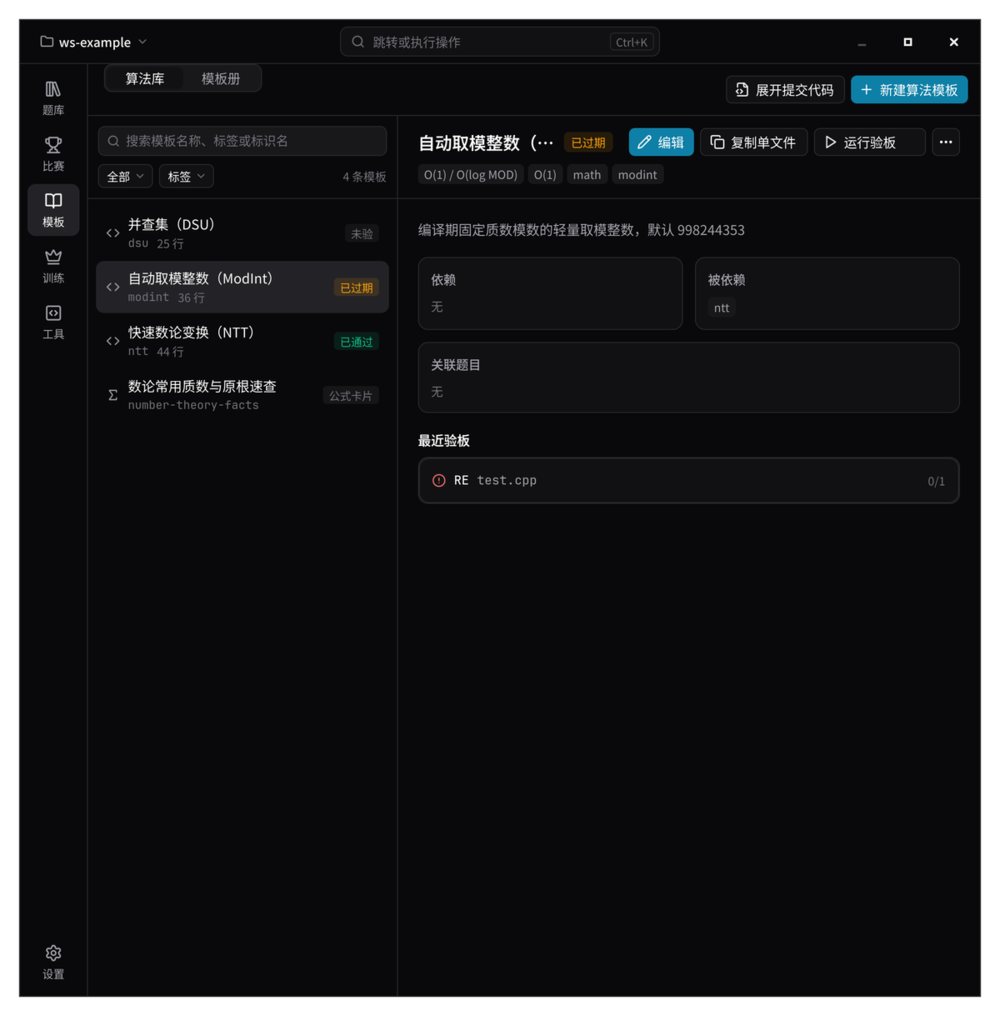 ws-example
跳转或执行操作
Ctrl+K
题库
比赛
模板
训练
工具
设置
算法库
模板册
展开提交代码
新建算法模板
搜索模板名称、标签或标识名
全部
标签
4 条模板
并查集（DSU）
dsu 25 行
未验
自动取模整数（ModInt）
modint 36 行
已过期
快速数论变换（NTT）
ntt 44 行
已通过
数论常用质数与原根速查
number-theory-facts
公式卡片
自动取模整数（…
已过期
编辑
复制单文件
运行验板
O(1) / O(log MOD)
O(1)
math
modint
编译期固定质数模数的轻量取模整数，默认 998244353
依赖
无
被依赖
ntt
关联题目
无
最近验板
RE test.cpp
0/1